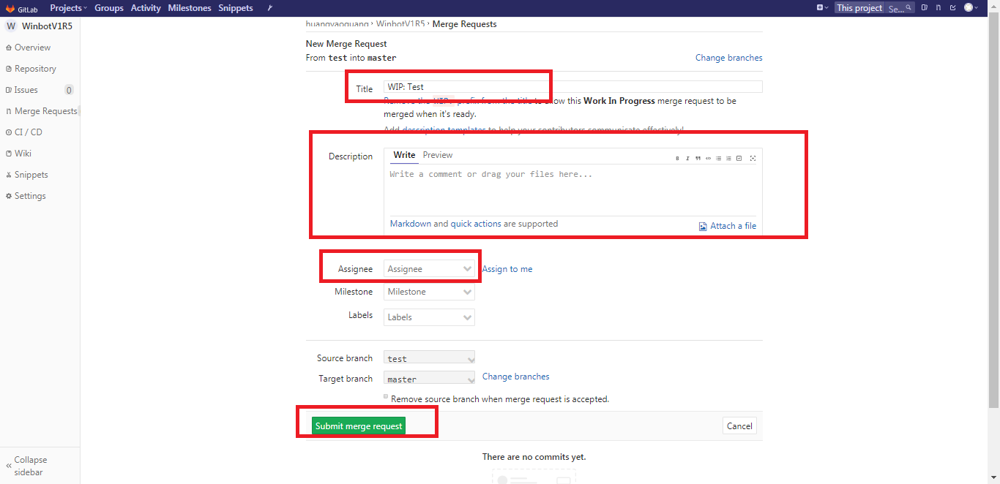 GitLab Projects Groups Activity Milestones Snippets This project Se...
W WinbotV1R5
huangyaoguang › WinbotV1R5 › Merge Requests
Overview
Repository
Issues 0
Merge Requests
CI / CD
Wiki
Snippets
Settings
« Collapse sidebar
New Merge Request
From test into master Change branches
Title WIP: Test
Remove the WIP: prefix from the title to allow this Work In Progress merge request to be
merged when it's ready.
Add description templates to help your contributors communicate effectively!
Description Write Preview
Write a comment or drag your files here...
Markdown and quick actions are supported Attach a file
Assignee Assignee Assign to me
Milestone Milestone
Labels Labels
Source branch test
Target branch master Change branches
Remove source branch when merge request is accepted.
Submit merge request Cancel
There are no commits yet.